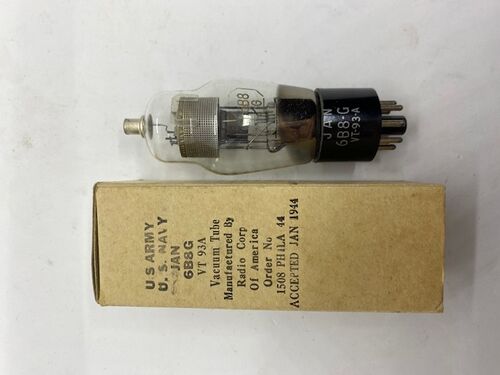 6B8
G
JAN
6B8-G
VT-93-A
U.S ARMY
U. S. NAVY
JAN
6B8G
VT 93A
Vacuum Tube
Manufactured By
Radio Corp
Of America
Order No
1508 PHILA 44
ACCEPTED JAN 1944